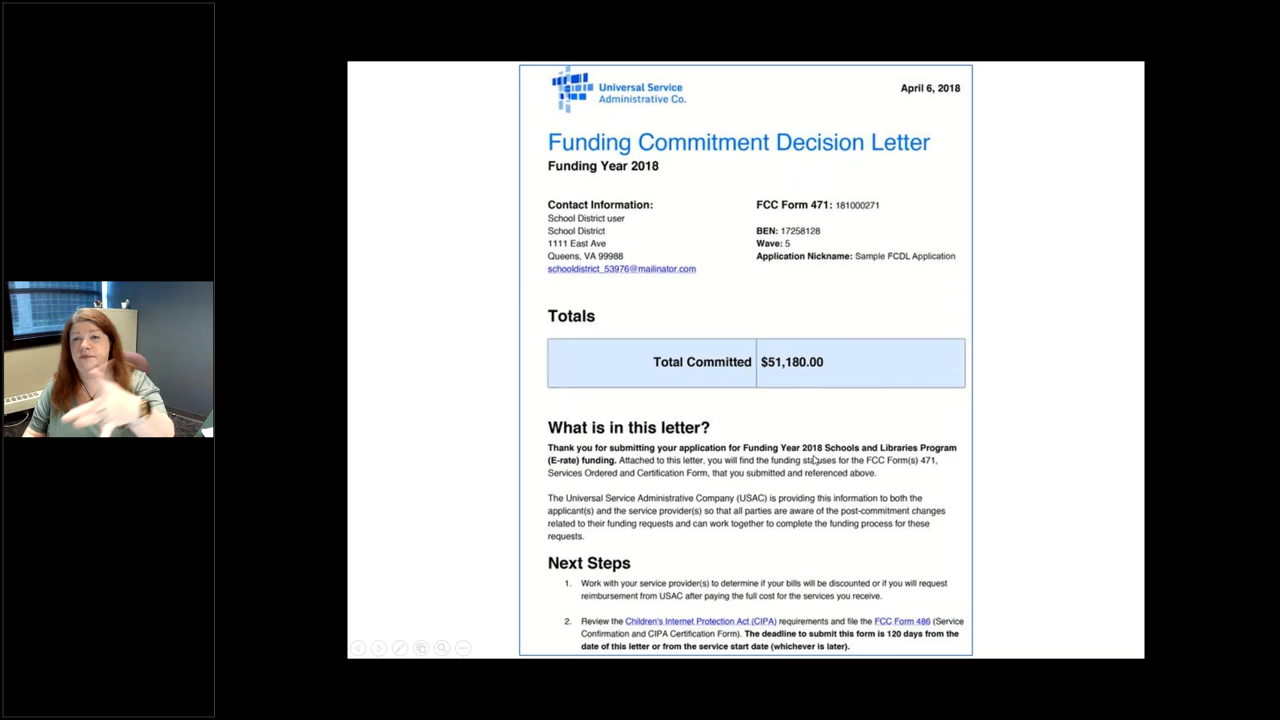 Universal Service
Administrative Co.
April 6, 2018
Funding Commitment Decision Letter
Funding Year 2018
Contact Information:
School District user
School District
1111 East Ave
Queens, VA 99988
schooldistrict_53976@mailinator.com
FCC Form 471: 181000271
BEN: 17258128
Wave: 5
Application Nickname: Sample FCDL Application
Totals
Total Committed $51,180.00
What is in this letter?
Thank you for submitting your application for Funding Year 2018 Schools and Libraries Program
(E-rate) funding. Attached to this letter, you will find the funding statuses for the FCC Form(s) 471,
Services Ordered and Certification Form, that you submitted and referenced above.
The Universal Service Administrative Company (USAC) is providing this information to both the
applicant(s) and the service provider(s) so that all parties are aware of the post-commitment changes
related to their funding requests and can work together to complete the funding process for these
requests.
Next Steps
1. Work with your service provider(s) to determine if your bills will be discounted or if you will request
reimbursement from USAC after paying the full cost for the services you receive.
2. Review the Children's Internet Protection Act (CIPA) requirements and file the FCC Form 486 (Service
Confirmation and CIPA Certification Form). The deadline to submit this form is 120 days from the
date of this letter or from the service start date (whichever is later).